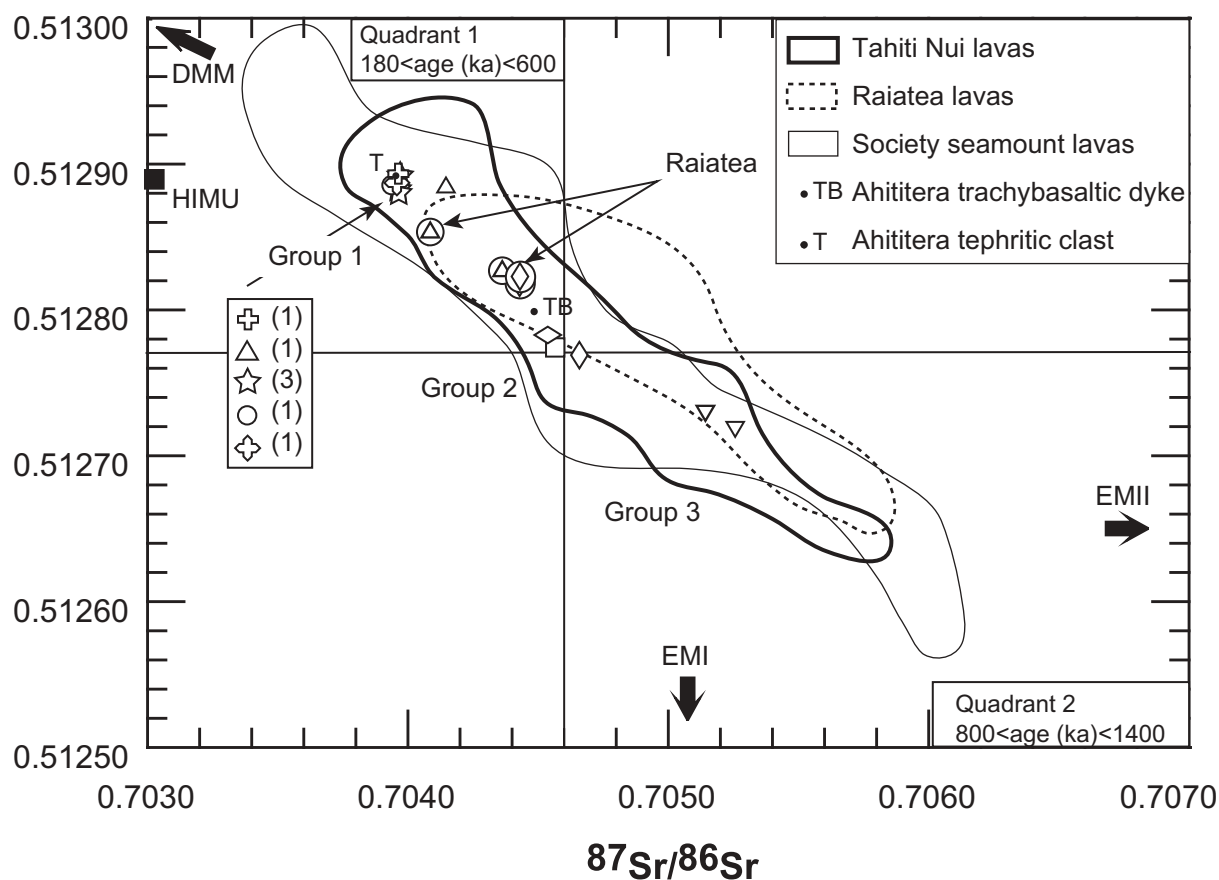 0.51300
0.51290
0.51280
0.51270
0.51260
0.51250
Quadrant 1
180<age (ka)<600
DMM
HIMU
T
Raiatea
Group 1
TB
Group 2
Group 3
(1)
(1)
(3)
(1)
(1)
Tahiti Nui lavas
Raiatea lavas
Society seamount lavas
• TB Ahititera trachybasaltic dyke
• T Ahititera tephritic clast
EMII
EMI
Quadrant 2
800<age (ka)<1400
0.7030 0.7040 0.7050 0.7060 0.7070
87Sr/86Sr